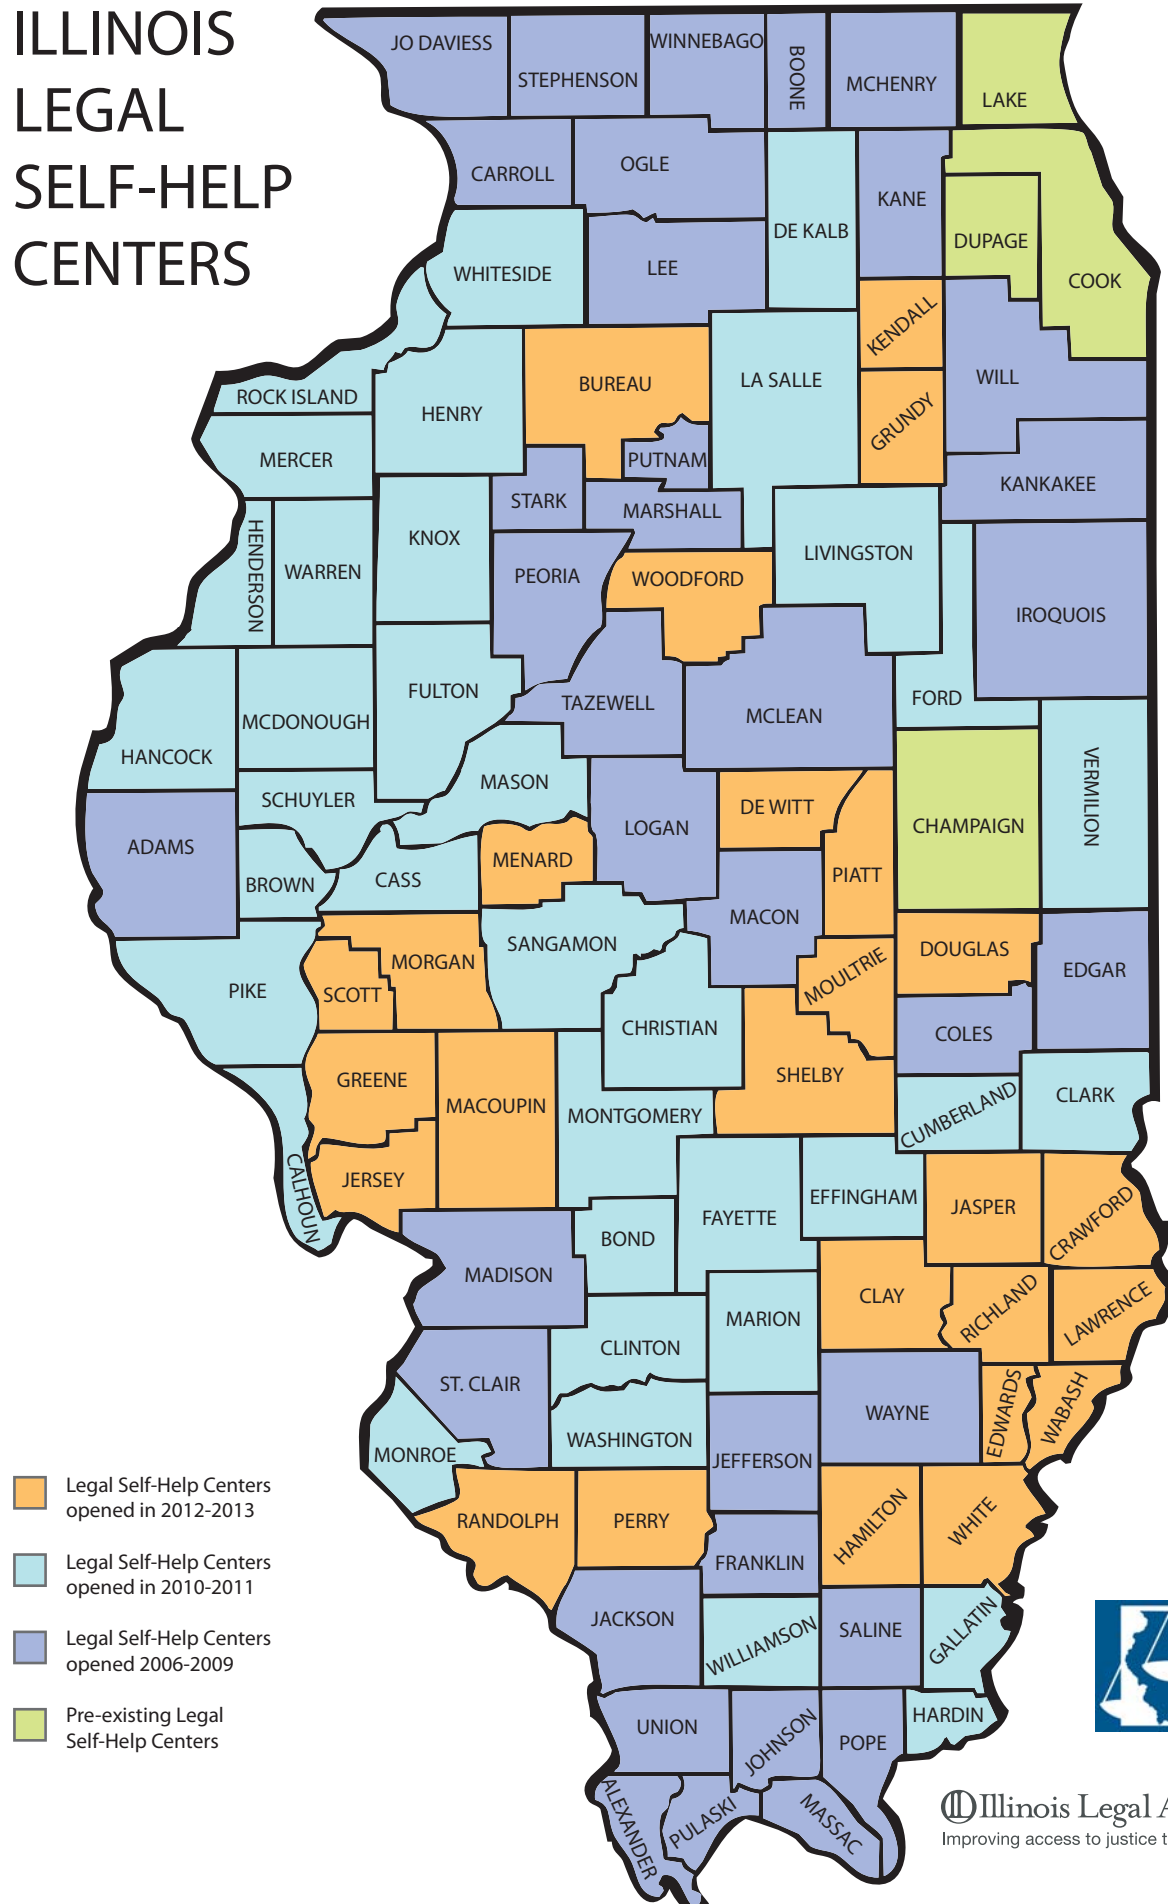 ILLINOIS
LEGAL
SELF-HELP
CENTERS
JO DAVIESS
STEPHENSON
WINNEBAGO
BOONE
MCHENRY
LAKE
CARROLL
OGLE
DE KALB
KANE
DUPAGE
COOK
WHITESIDE
LEE
KENDALL
ROCK ISLAND
HENRY
BUREAU
LA SALLE
WILL
GRUNDY
MERCER
PUTNAM
KANKAKEE
STARK
MARSHALL
HENDERSON
WARREN
KNOX
PEORIA
WOODFORD
LIVINGSTON
IROQUOIS
HANCOCK
MCDONOUGH
FULTON
TAZEWELL
MCLEAN
FORD
VERMILION
SCHUYLER
MASON
LOGAN
DE WITT
CHAMPAIGN
ADAMS
BROWN
CASS
MENARD
PIATT
MACON
SANGAMON
MORGAN
SCOTT
PIKE
MOULTRIE
DOUGLAS
EDGAR
CHRISTIAN
COLES
SHELBY
GREENE
MACOUPIN
MONTGOMERY
CUMBERLAND
CLARK
CALHOUN
JERSEY
FAYETTE
EFFINGHAM
JASPER
CRAWFORD
BOND
MADISON
CLAY
RICHLAND
LAWRENCE
MARION
CLINTON
ST. CLAIR
WAYNE
EDWARDS
WABASH
MONROE
WASHINGTON
JEFFERSON
RANDOLPH
PERRY
HAMILTON
WHITE
FRANKLIN
JACKSON
WILLIAMSON
SALINE
GALLATIN
UNION
JOHNSON
POPE
HARDIN
ALEXANDER
PULASKI
MASSAC
Legal Self-Help Centers
opened in 2012-2013
Legal Self-Help Centers
opened in 2010-2011
Legal Self-Help Centers
opened 2006-2009
Pre-existing Legal
Self-Help Centers
Illinois Legal A
Improving access to justice t